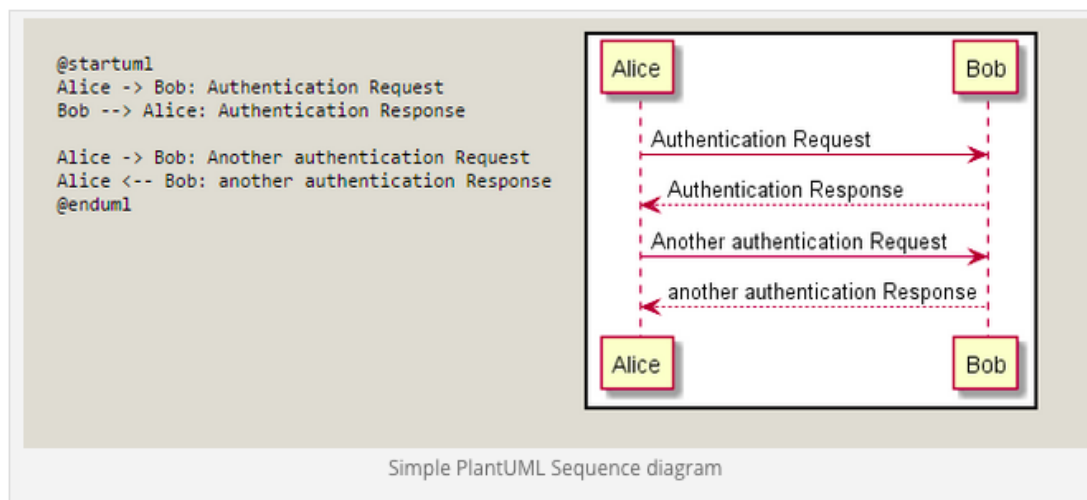 @startuml
Alice -> Bob: Authentication Request
Bob --> Alice: Authentication Response
Alice -> Bob: Another authentication Request
Alice <-- Bob: another authentication Response
@enduml
Alice Bob
Authentication Request
Authentication Response
Another authentication Request
another authentication Response
Alice Bob
Simple PlantUML Sequence diagram